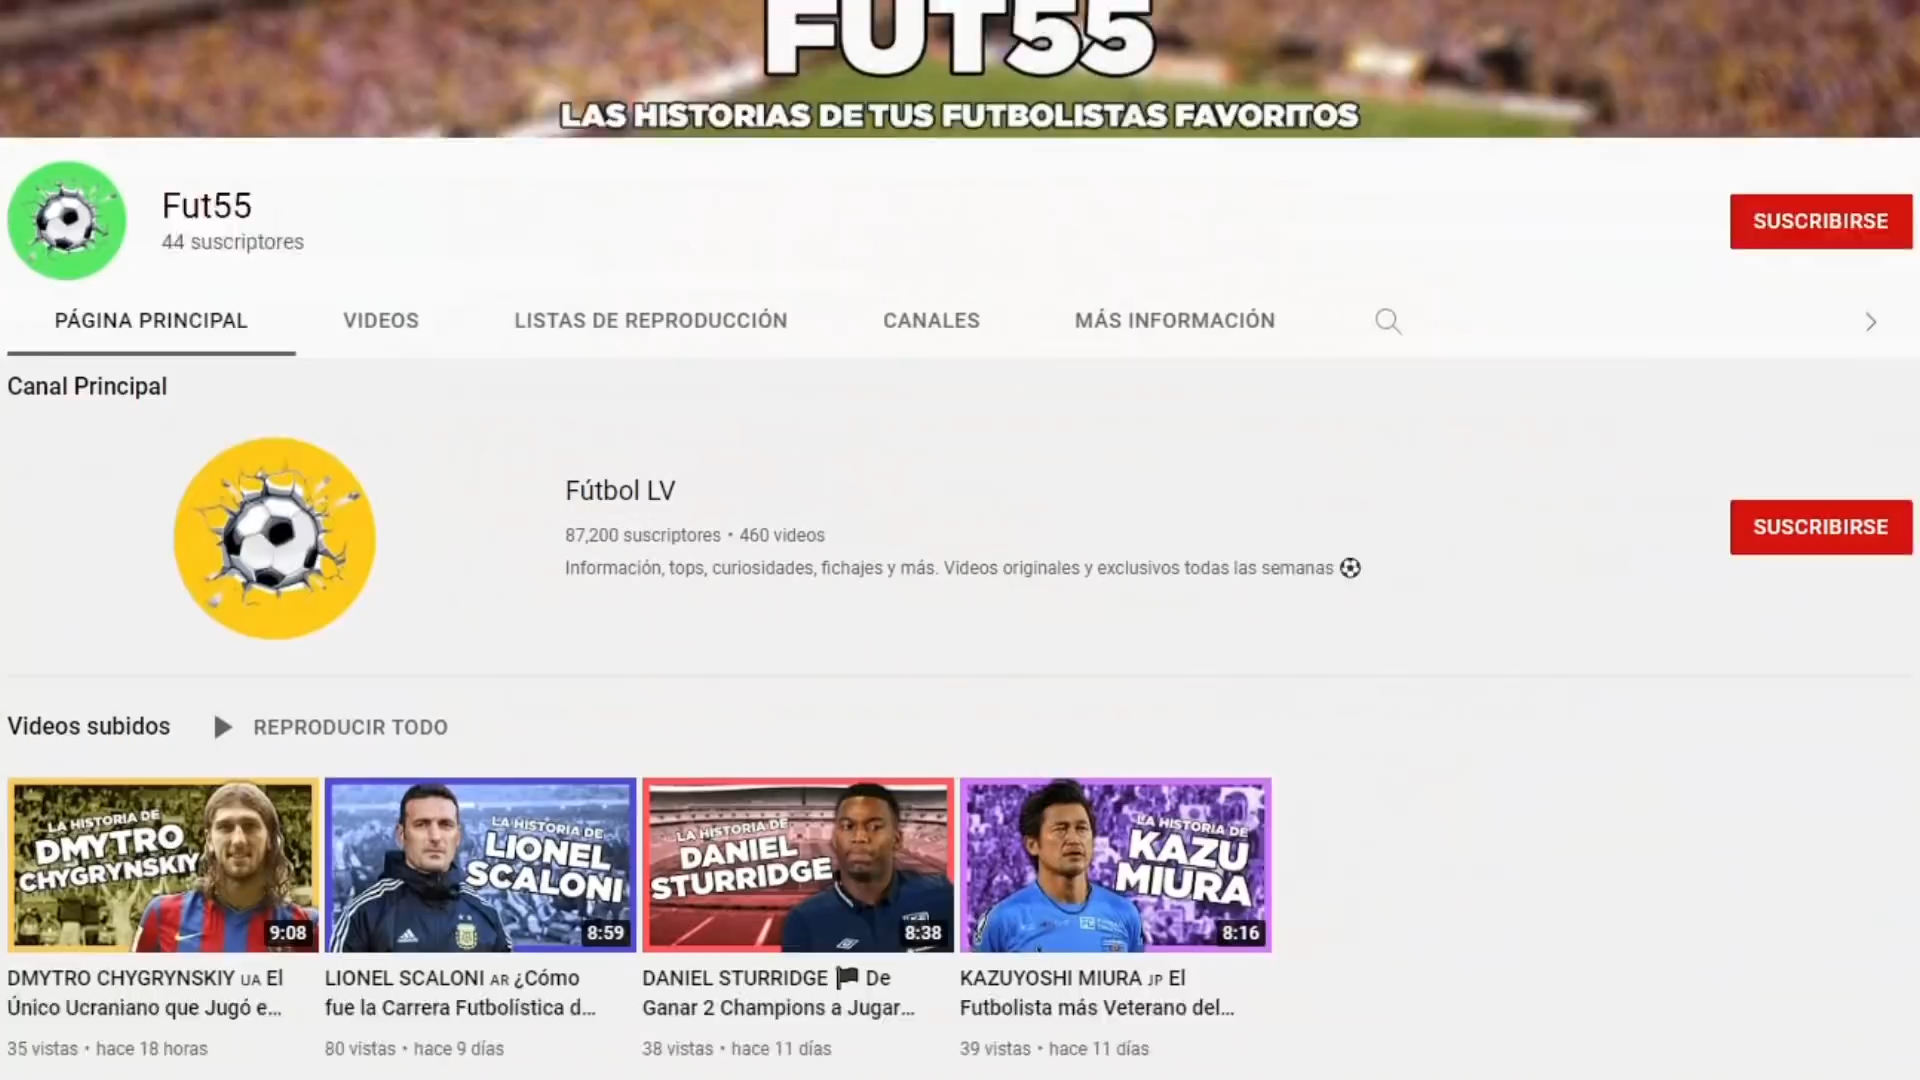 FUT55
LAS HISTORIAS DE TUS FUTBOLISTAS FAVORITOS
Fut55
44 suscriptores
SUSCRIBIRSE
PÁGINA PRINCIPAL
VIDEOS
LISTAS DE REPRODUCCIÓN
CANALES
MÁS INFORMACIÓN
Canal Principal
Fútbol LV
87,200 suscriptores • 460 videos
Información, tops, curiosidades, fichajes y más. Videos originales y exclusivos todas las semanas
SUSCRIBIRSE
Videos subidos
REPRODUCIR TODO
LA HISTORIA DE
DMYTRO
CHYGRYNSKIY
9:08
LA HISTORIA DE
LIONEL
SCALONI
8:59
LA HISTORIA DE
DANIEL
STURRIDGE
8:38
LA HISTORIA DE
KAZU
MIURA
8:16
DMYTRO CHYGRYNSKIY UA El
Único Ucraniano que Jugó e...
35 vistas • hace 18 horas
LIONEL SCALONI AR ¿Cómo
fue la Carrera Futbolística d...
80 vistas • hace 9 días
DANIEL STURRIDGE 🏴 De
Ganar 2 Champions a Jugar...
38 vistas • hace 11 días
KAZUYOSHI MIURA JP El
Futbolista más Veterano del...
39 vistas • hace 11 días